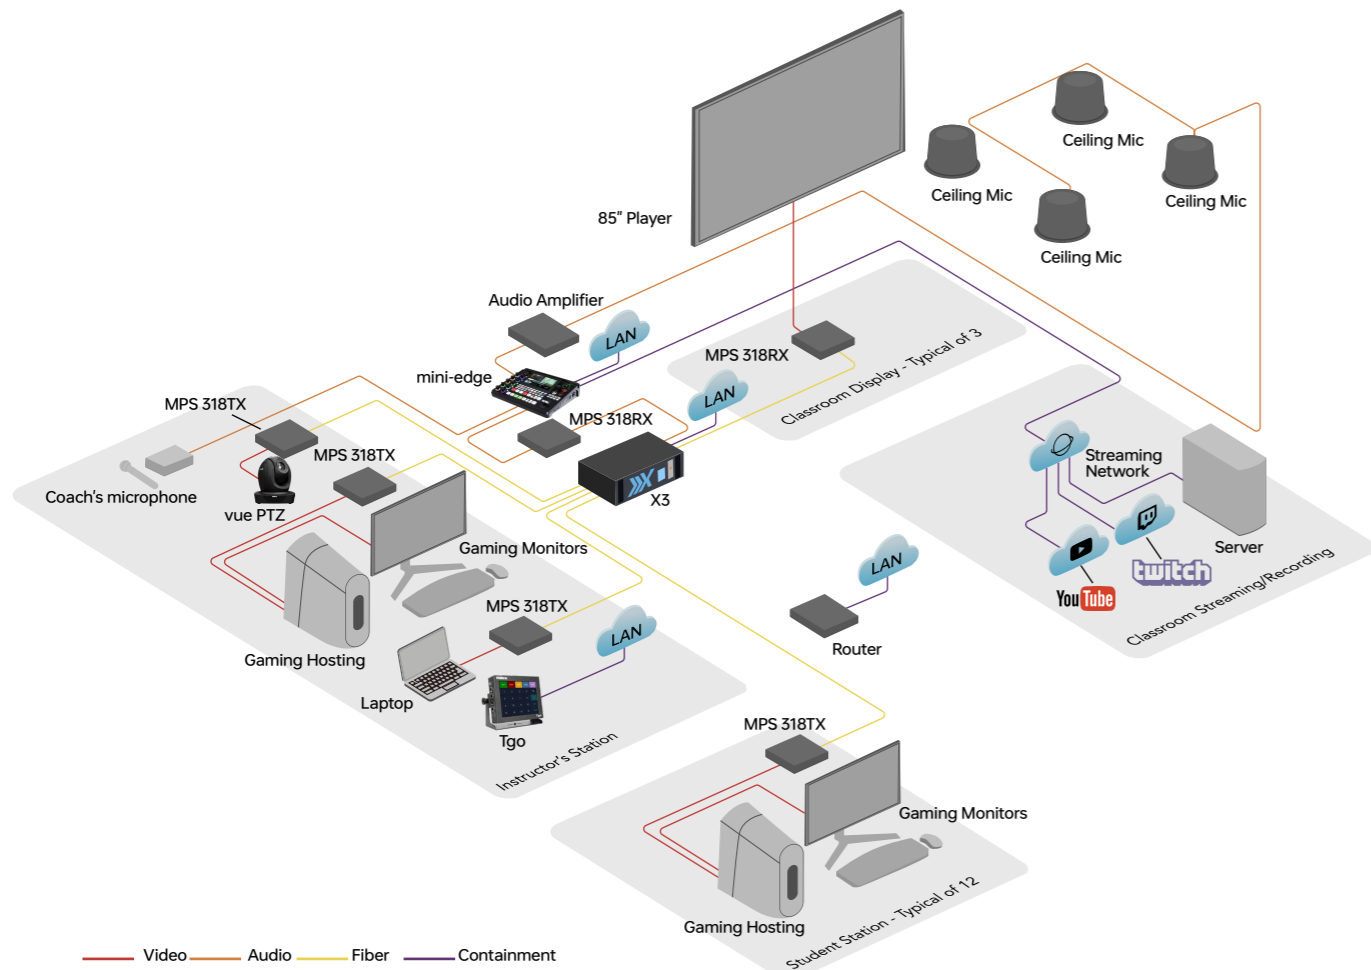 Ceiling Mic
Ceiling Mic
Ceiling Mic
Ceiling Mic
85" Player
Audio Amplifier
LAN
mini-edge
MPS 318RX
LAN
Classroom Display - Typical of 3
MPS 318TX
MPS 318RX
MPS 318TX
X3
Coach's microphone
vue PTZ
Streaming
Network
Server
twitch
YouTube
Classroom Streaming/Recording
Gaming Monitors
LAN
Router
MPS 318TX
LAN
Gaming Hosting
Laptop
Tgo
Instructor's Station
MPS 318TX
Gaming Monitors
Gaming Hosting
Student Station - Typical of 12
Video Audio Fiber Containment